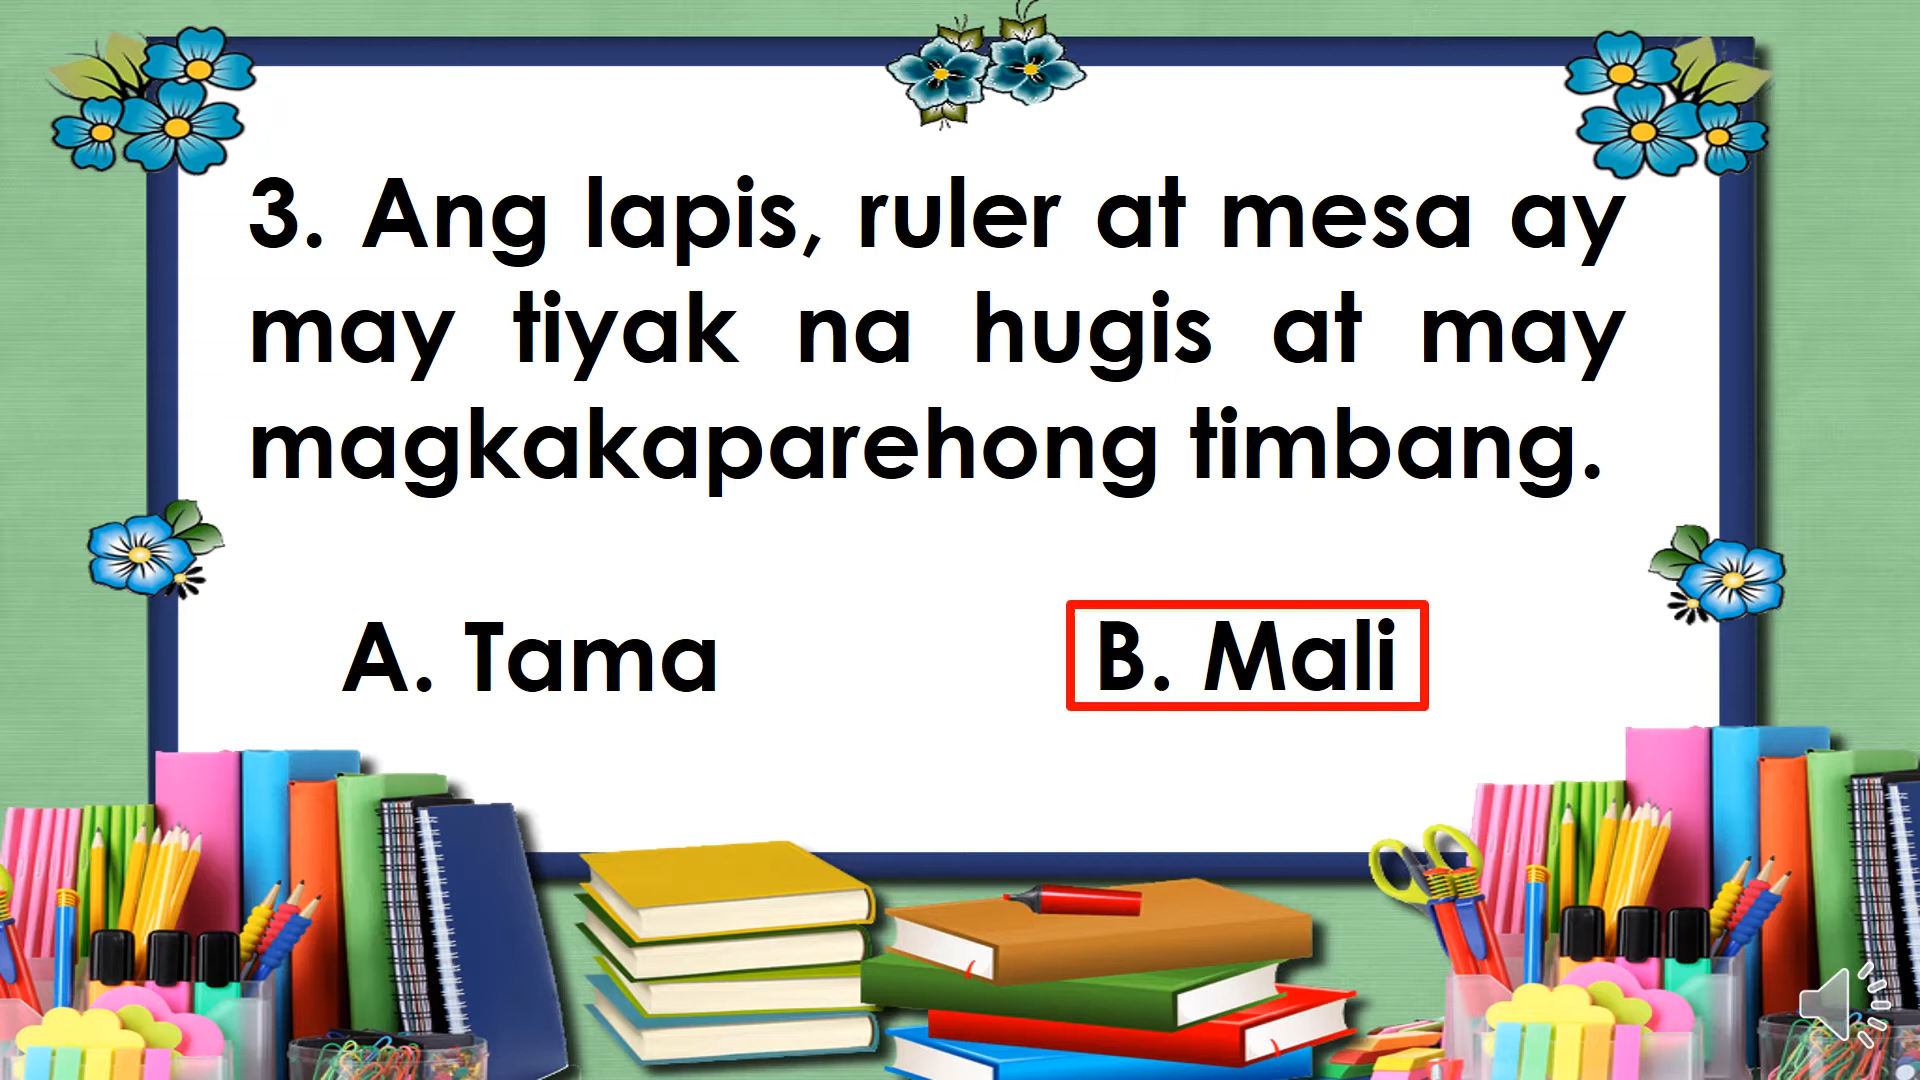 3. Ang lapis, ruler at mesa ay
may tiyak na hugis at may
magkakaparehong timbang.
A. Tama
B. Mali